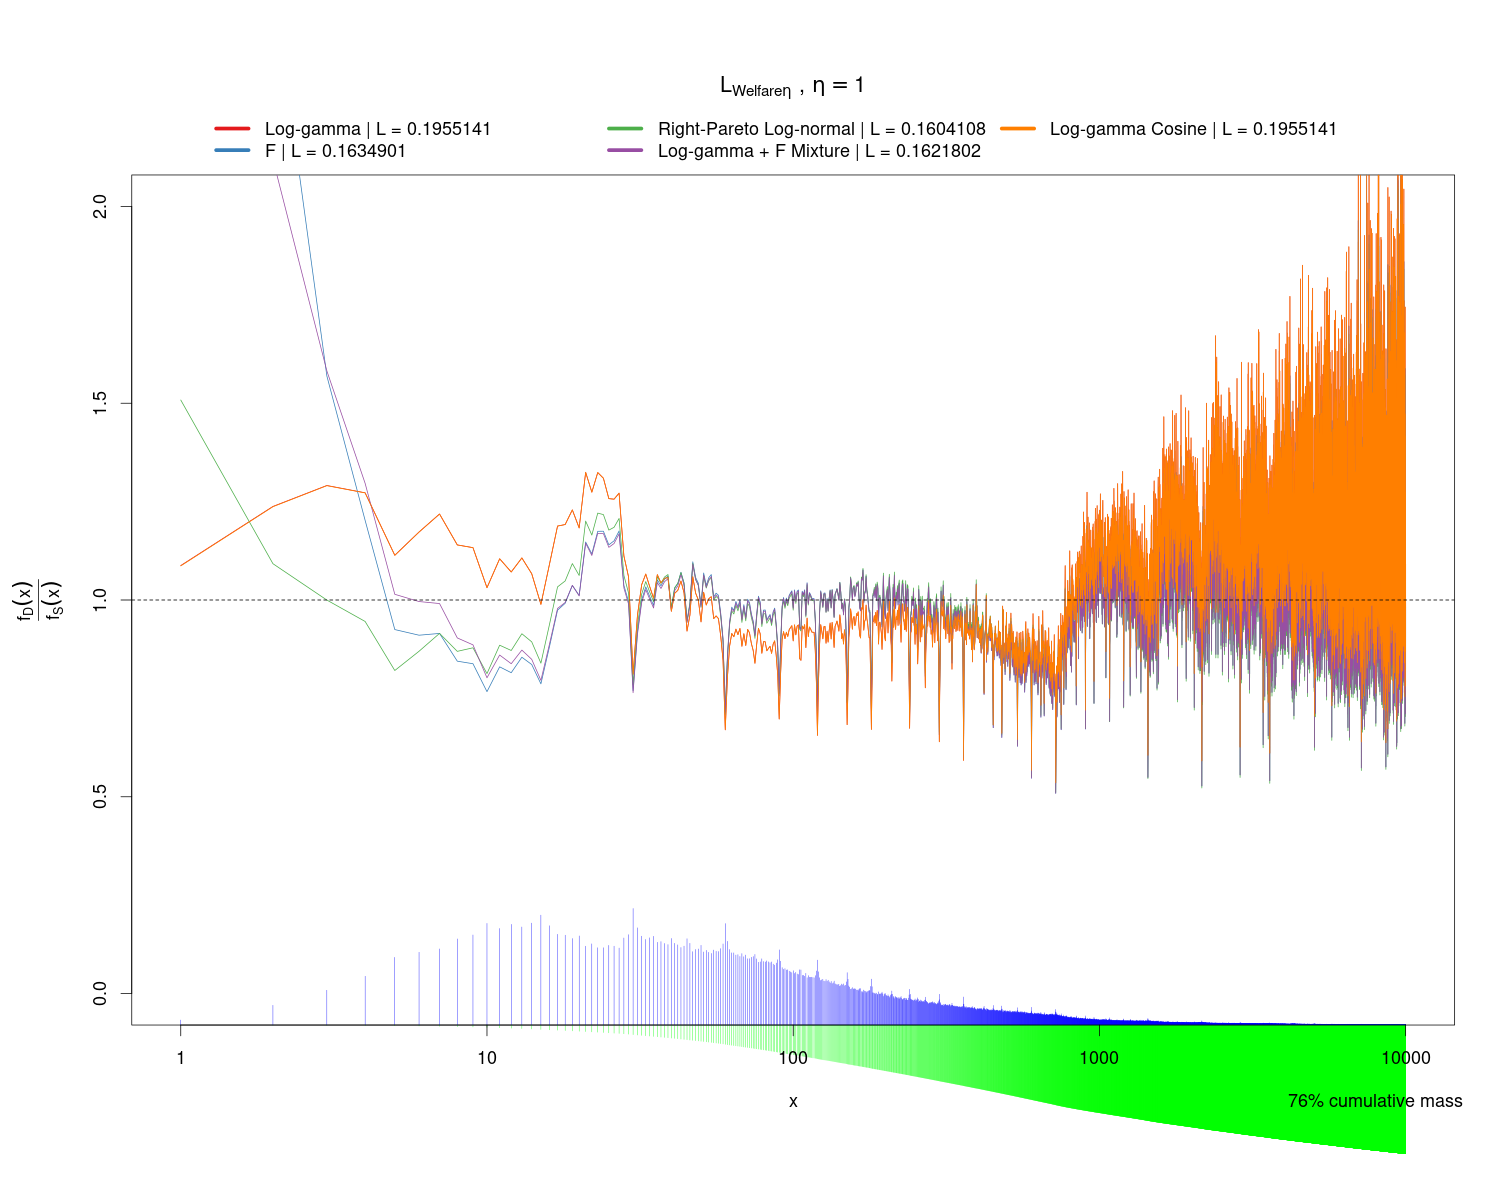 L_Welfareη , η = 1
Log-gamma | L = 0.1955141
Right-Pareto Log-normal | L = 0.1604108
Log-gamma Cosine | L = 0.1955141
F | L = 0.1634901
Log-gamma + F Mixture | L = 0.1621802
2.0
1.5
1.0
0.5
0.0
f_D(x)
f_S(x)
1
10
100
1000
10000
x
76% cumulative mass